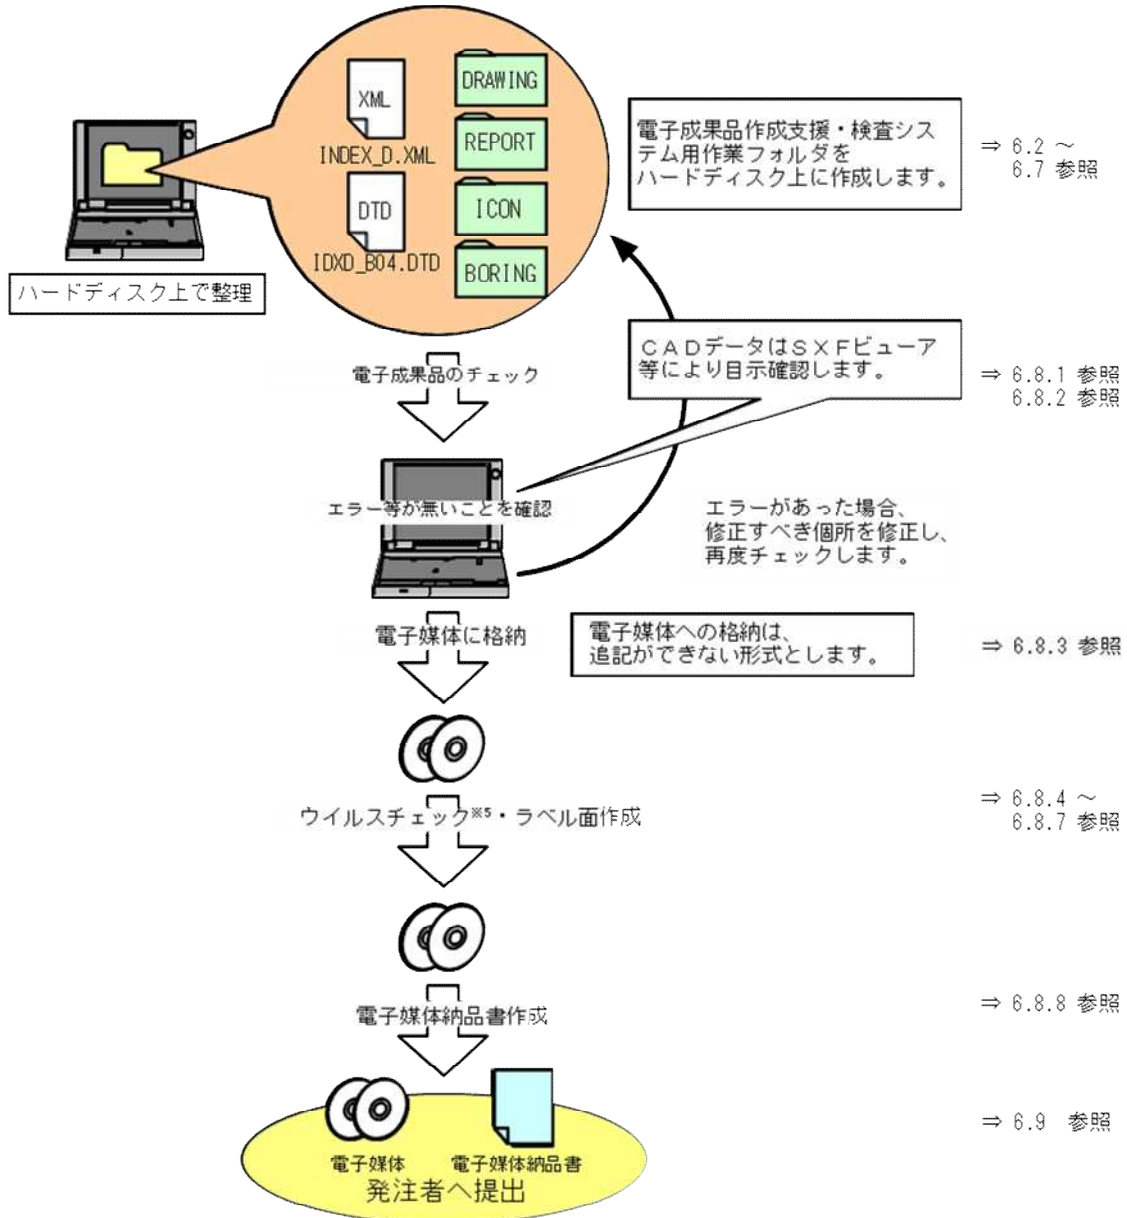 XML
INDEX_D.XML
DTD
IDXD_B04.DTD
DRAWING
REPORT
ICON
BORING
ハードディスク上で整理
電子成果品作成支援・検査シス
テム用作業フォルダを
ハードディスク上に作成します。
⇒ 6.2 ～
6.7 参照
電子成果品のチェック
ＣＡＤデータはＳＸＦビューア
等により目示確認します。
⇒ 6.8.1 参照
6.8.2 参照
エラー等が無いことを確認
エラーがあった場合、
修正すべき個所を修正し、
再度チェックします。
電子媒体に格納
電子媒体への格納は、
追記ができない形式とします。
⇒ 6.8.3 参照
ウイルスチェック※5・ラベル面作成
⇒ 6.8.4 ～
6.8.7 参照
電子媒体納品書作成
⇒ 6.8.8 参照
電子媒体
電子媒体納品書
発注者へ提出
⇒ 6.9 参照